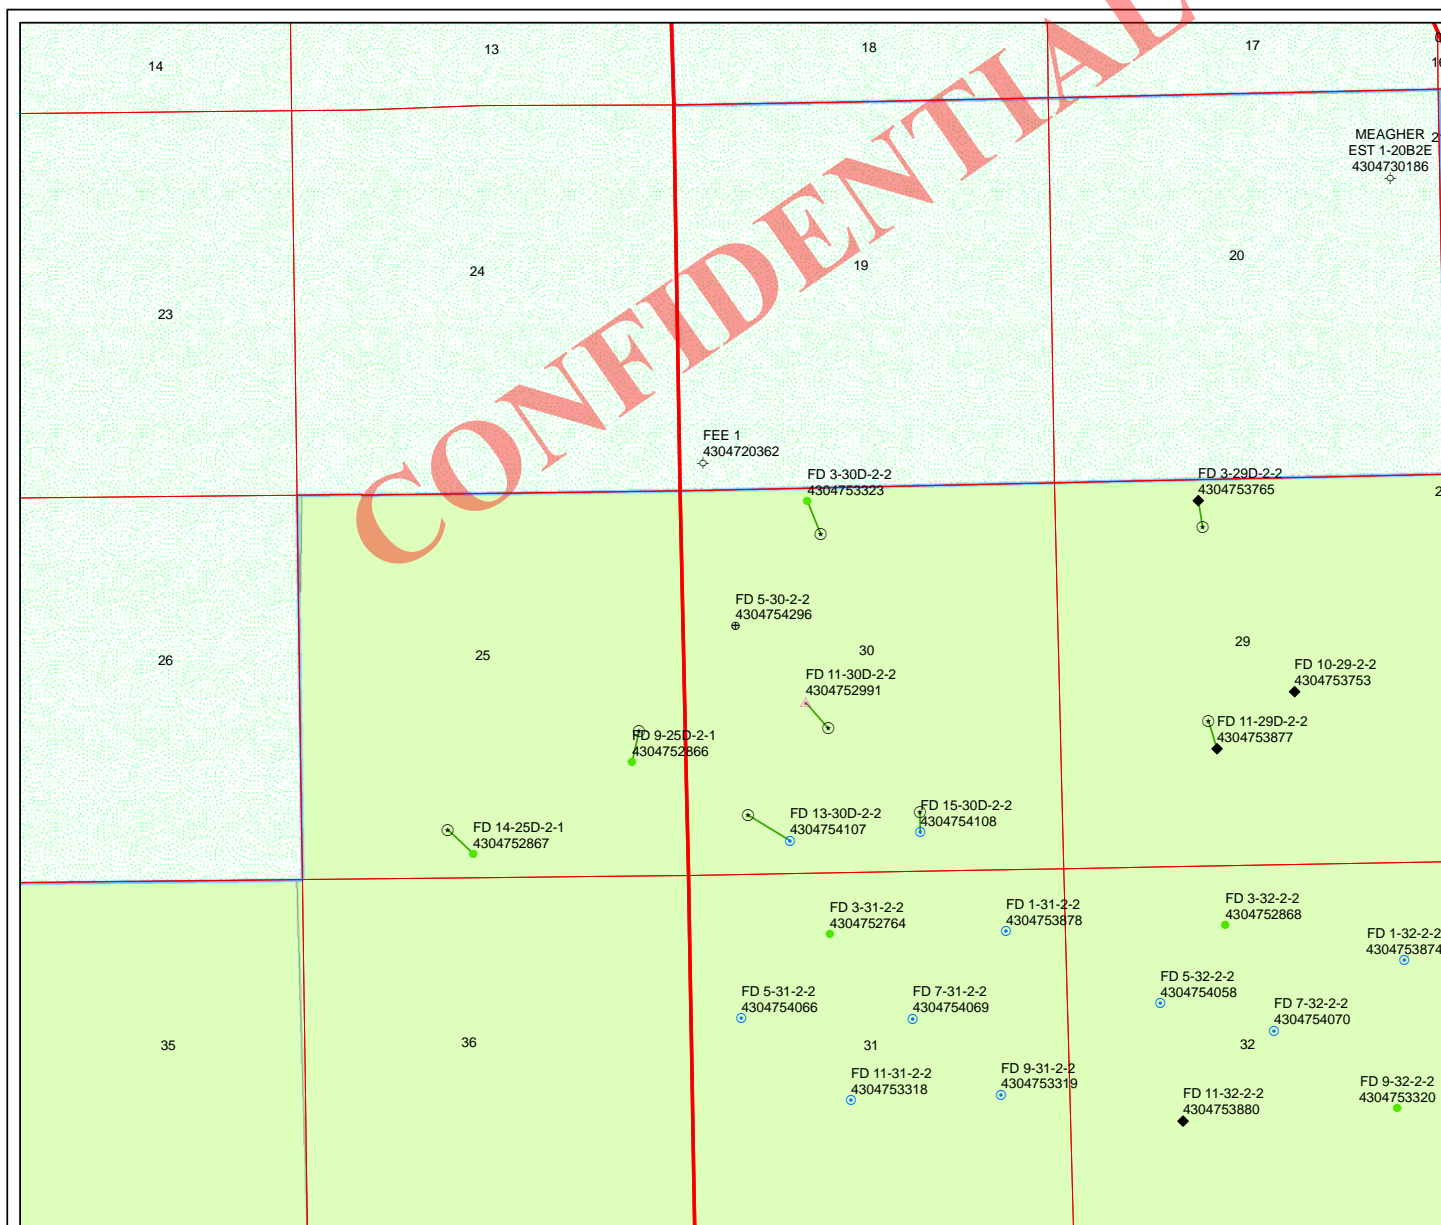 14
13
18
17
MEAGHER
EST 1-20B2E
4304730186
23
24
19
20
CONFIDENTIAL
FEE 1
4304720362
FD 3-30D-2-2
4304753323
FD 3-29D-2-2
4304753765
FD 5-30-2-2
4304754296
26
25
30
29
FD 11-30D-2-2
4304752991
FD 10-29-2-2
4304753753
FD 9-25D-2-1
4304752866
FD 11-29D-2-2
4304753877
FD 14-25D-2-1
4304752867
FD 13-30D-2-2
4304754107
FD 15-30D-2-2
4304754108
FD 3-31-2-2
4304752764
FD 1-31-2-2
4304753878
FD 3-32-2-2
4304752868
FD 1-32-2-2
4304753874
FD 5-31-2-2
4304754066
FD 7-31-2-2
4304754069
FD 5-32-2-2
4304754058
FD 7-32-2-2
4304754070
35
36
31
32
FD 11-31-2-2
4304753318
FD 9-31-2-2
4304753319
FD 11-32-2-2
4304753880
FD 9-32-2-2
4304753320